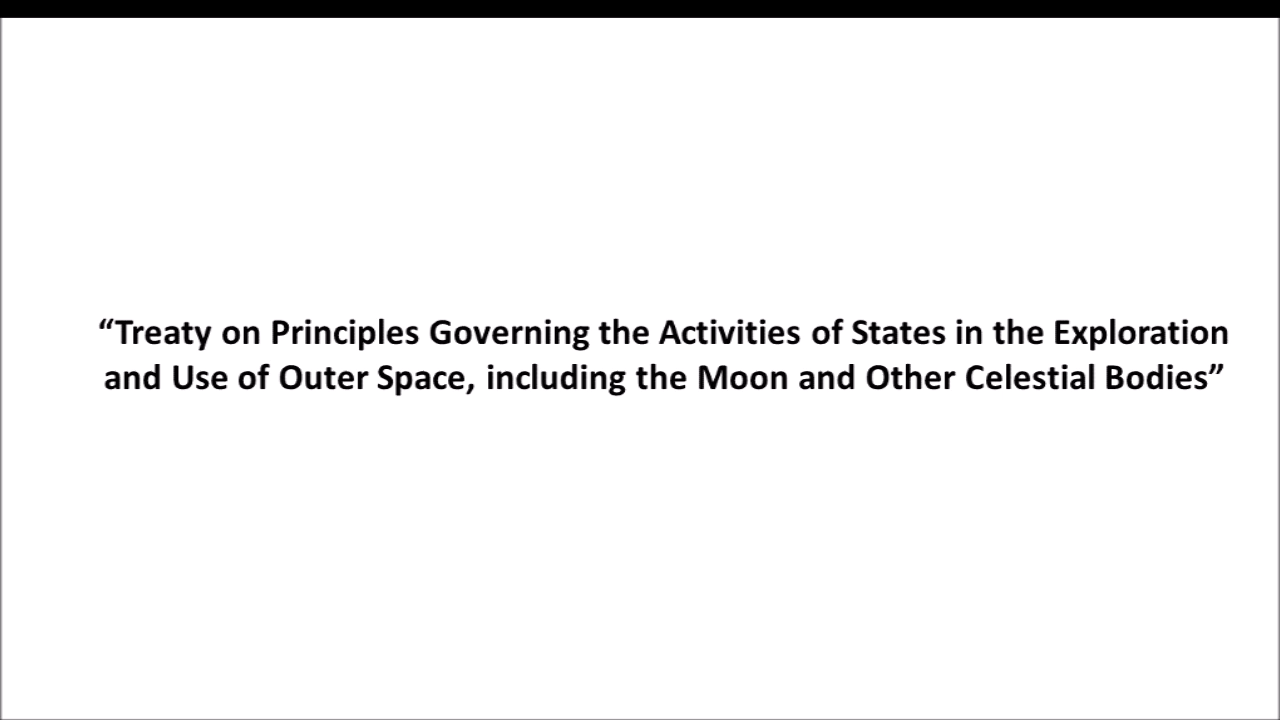 “Treaty on Principles Governing the Activities of States in the Exploration
and Use of Outer Space, including the Moon and Other Celestial Bodies”